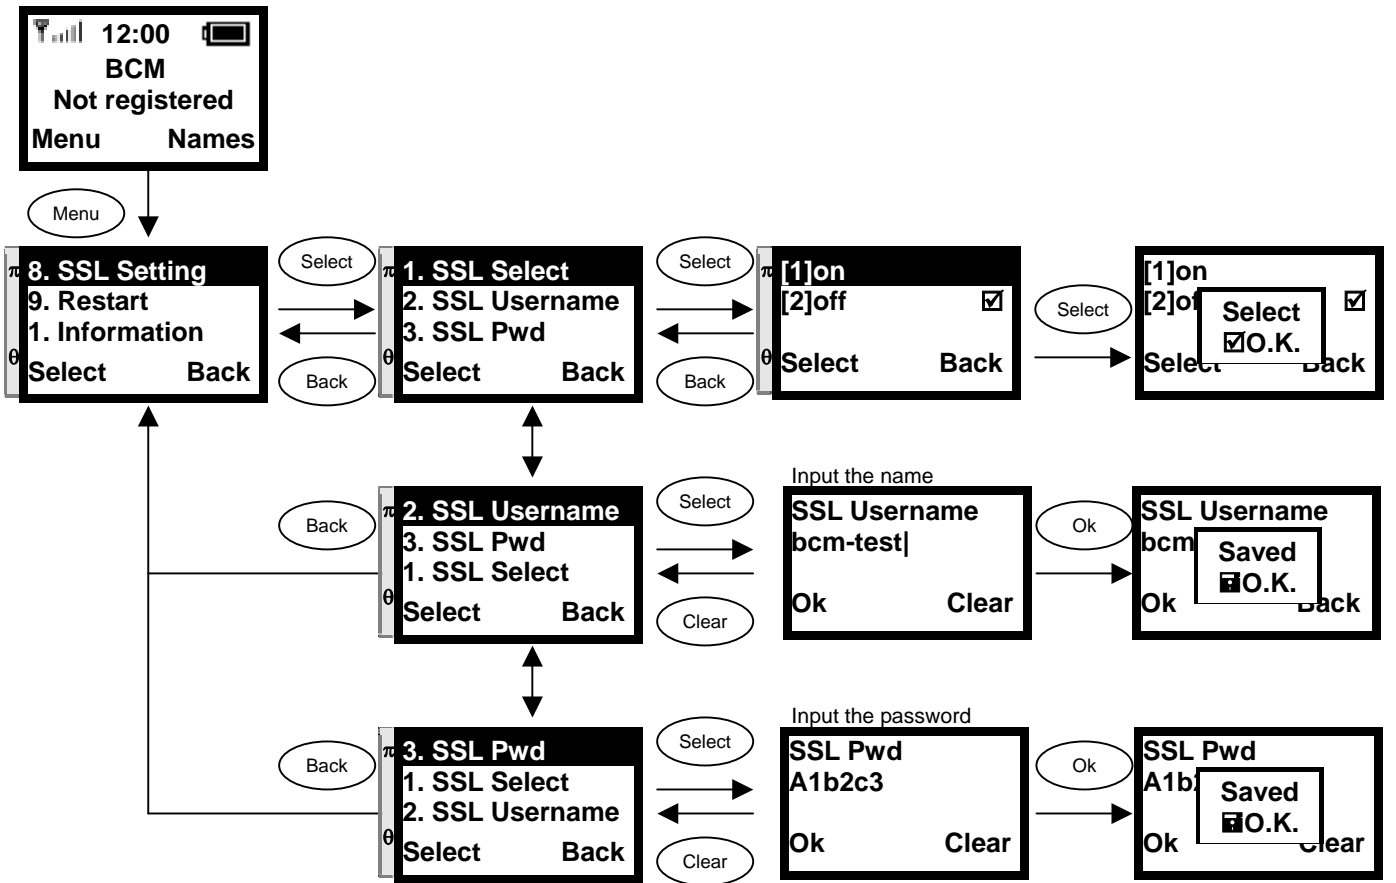 12:00
BCM
Not registered
Menu Names
Menu
π 8. SSL Setting
9. Restart
1. Information
θ Select Back
Select
Back
π 1. SSL Select
2. SSL Username
3. SSL Pwd
θ Select Back
Select
Back
π [1]on
[2]off ☑
θ Select Back
Select
[1]on
[2]of ☑
Select Back
Select
☑O.K.
Back
π 2. SSL Username
3. SSL Pwd
1. SSL Select
θ Select Back
Select
Clear
Input the name
SSL Username
bcm-test|
Ok Clear
Ok
SSL Username
bcm
Ok Back
Saved
O.K.
Back
π 3. SSL Pwd
1. SSL Select
2. SSL Username
θ Select Back
Select
Clear
Input the password
SSL Pwd
A1b2c3
Ok Clear
Ok
SSL Pwd
A1b
Ok Clear
Saved
O.K.